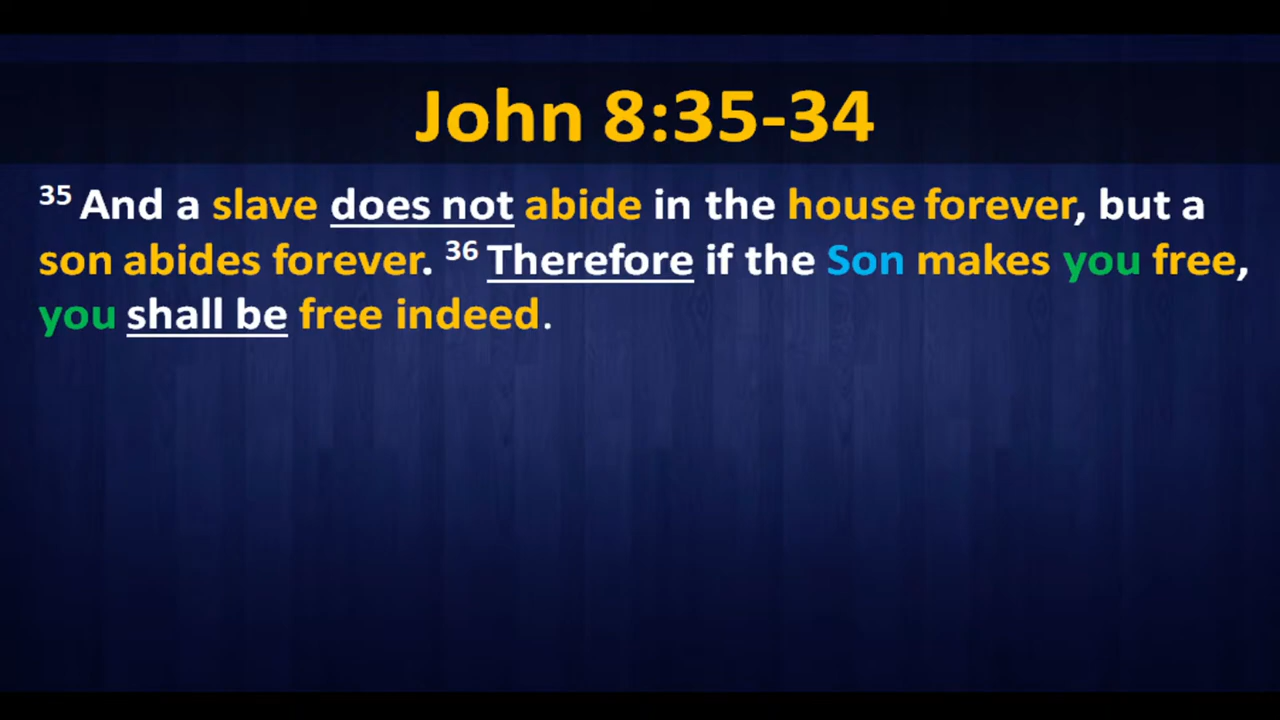 John 8:35-34
35 And a slave does not abide in the house forever, but a
son abides forever. 36 Therefore if the Son makes you free,
you shall be free indeed.